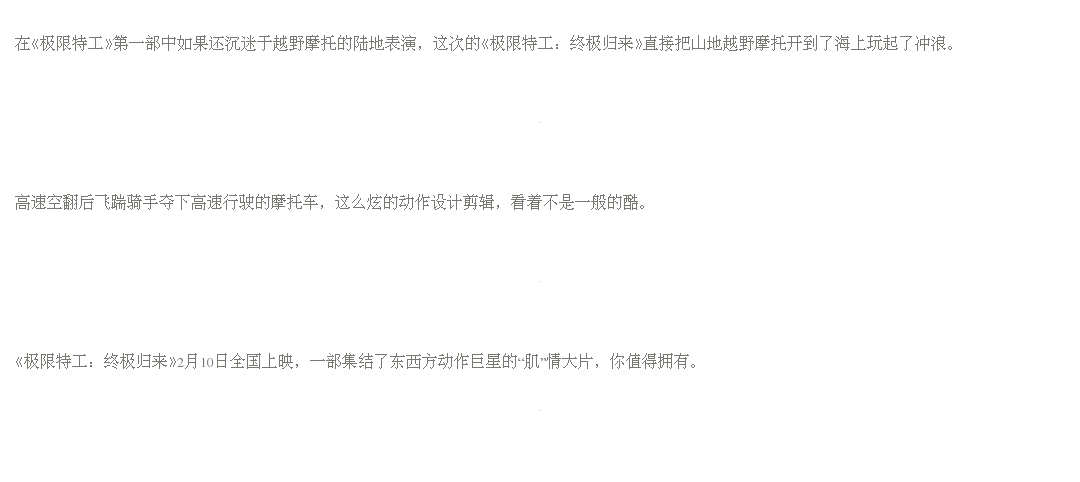 在《极限特工》第一部中如果还沉迷于越野摩托的陆地表演，这次的《极限特工：终极归来》直接把山地越野摩托开到了海上玩起了冲浪。
高速空翻后飞踹骑手夺下高速行驶的摩托车，这么炫的动作设计剪辑，看着不是一般的酷。
《极限特工：终极归来》2月10日全国上映，一部集结了东西方动作巨星的“肌”情大片，你值得拥有。